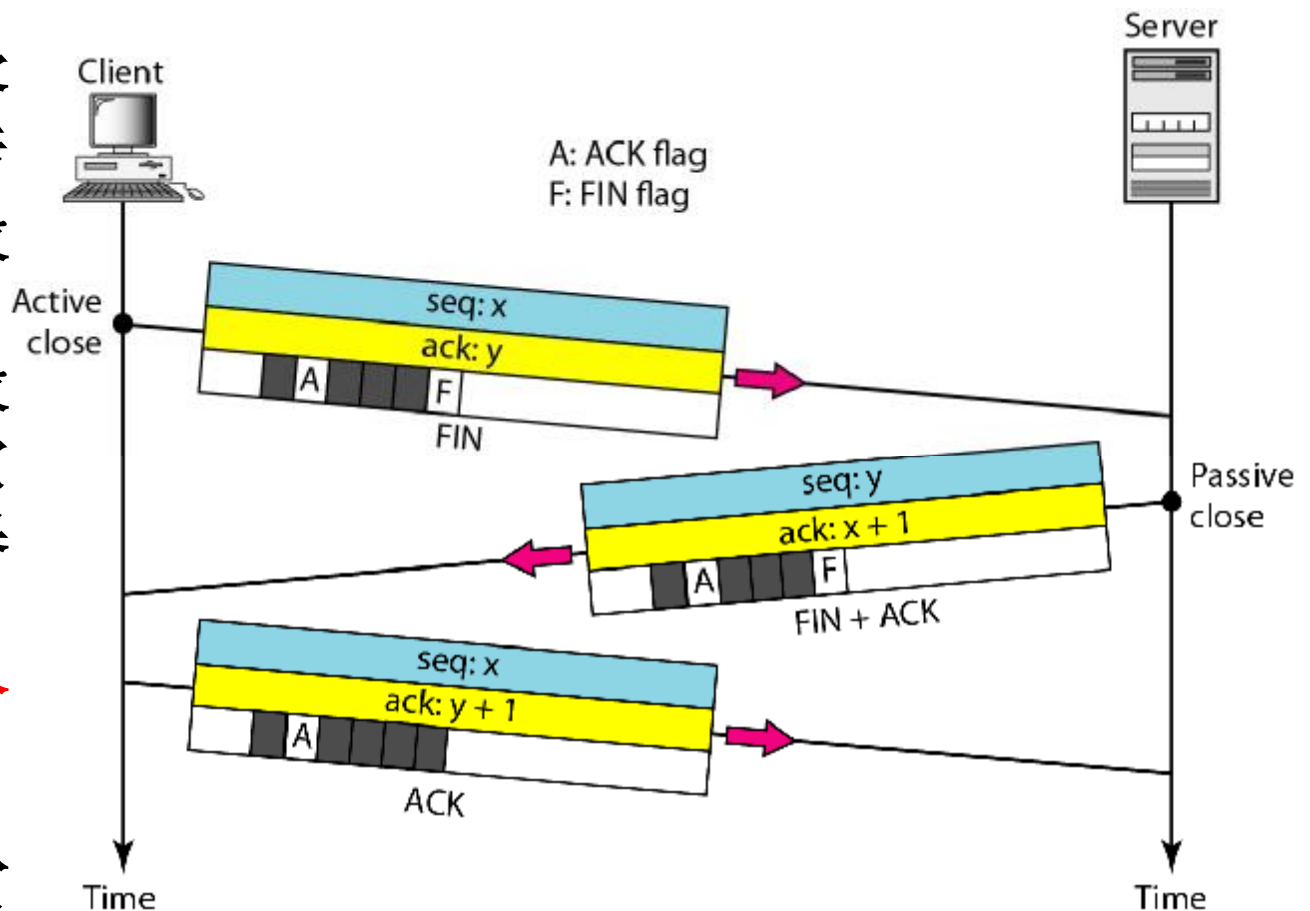 Server
Client
A: ACK flag
F: FIN flag
Active
close
seq: x
ack: y
A F
FIN
Passive
close
seq: y
ack: x + 1
A F
FIN + ACK
seq: x
ack: y + 1
A
ACK
Time
Time